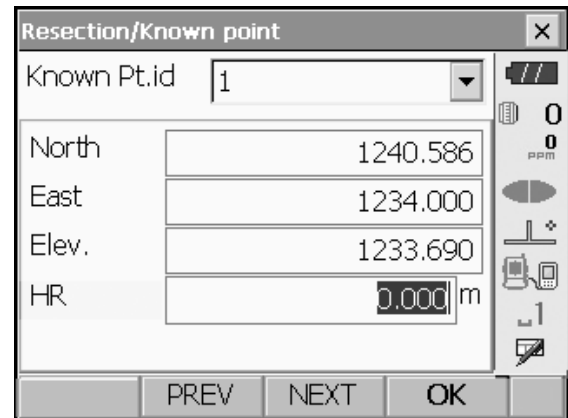 Resection/Known point
Known Pt.id 1
0
North 1240.586
0
PPM
East 1234.000
Elev. 1233.690
HR 0.000 m
1
PREV NEXT OK